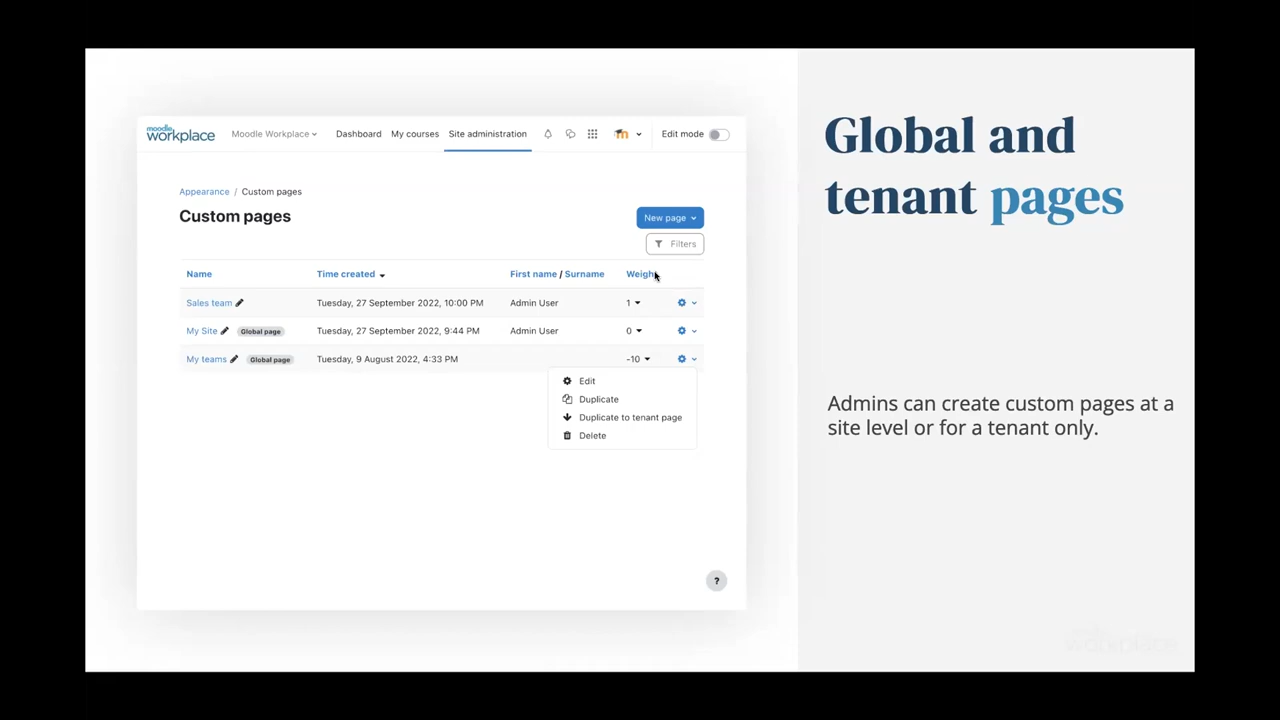 moodle
workplace
Moodle Workplace
Dashboard
My courses
Site administration
Edit mode
Appearance / Custom pages
Custom pages
New page
Filters
Name
Time created
First name / Surname
Weight
Sales team
Tuesday, 27 September 2022, 10:00 PM
Admin User
1
My Site
Global page
Tuesday, 27 September 2022, 9:44 PM
Admin User
0
My teams
Global page
Tuesday, 9 August 2022, 4:33 PM
-10
Edit
Duplicate
Duplicate to tenant page
Delete
?
Global and
tenant pages
Admins can create custom pages at a
site level or for a tenant only.
workplace